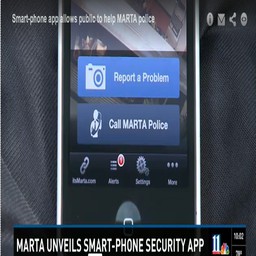 Smart-phone app allows public to help MARTA police
Report a Problem
Call MARTA Police
ItsMarta.com
Alerts
Settings
More
MARTA UNVEILS SMART-PHONE SECURITY APP
11
10:02